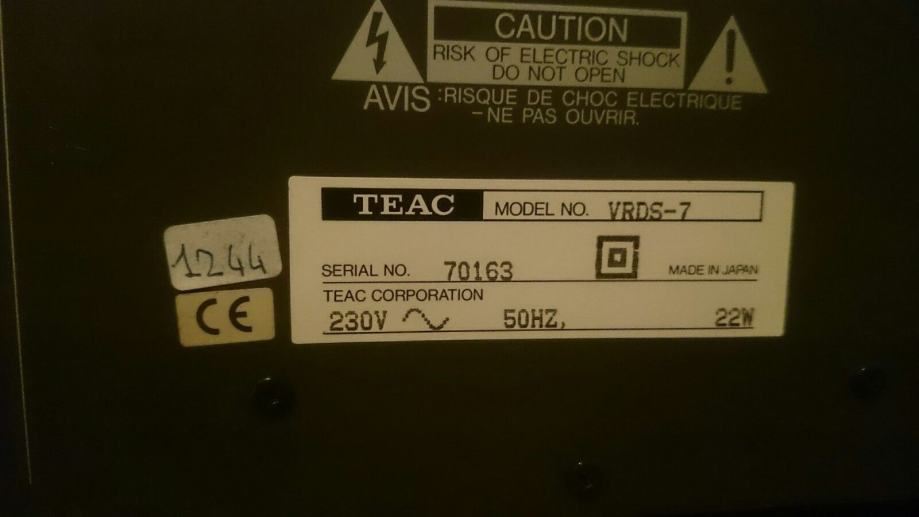 CAUTION
RISK OF ELECTRIC SHOCK
DO NOT OPEN
AVIS :RISQUE DE CHOC ELECTRIQUE
-NE PAS OUVRIR.
TEAC MODEL NO. VRDS-7
1244
SERIAL NO. 70163 MADE IN JAPAN
TEAC CORPORATION
CE
230V 50HZ, 22W